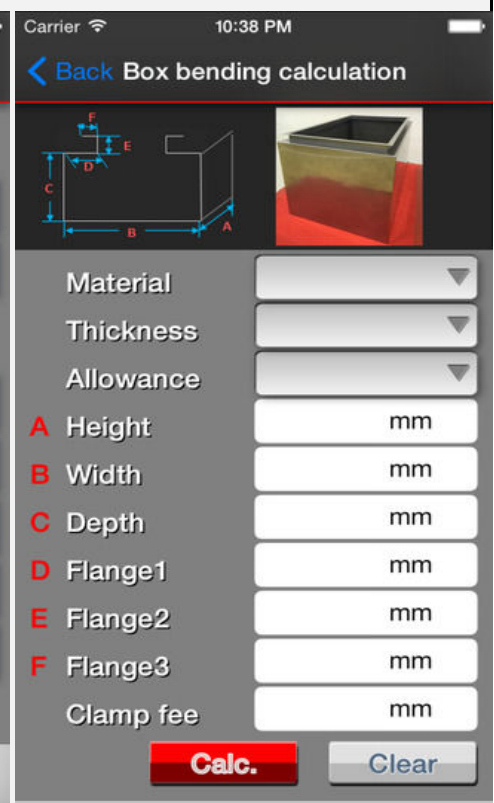 Carrier 10:38 PM
Back Box bending calculation
F
E
D
C
B
A
Material
Thickness
Allowance
A Height mm
B Width mm
C Depth mm
D Flange1 mm
E Flange2 mm
F Flange3 mm
Clamp fee mm
Calc. Clear